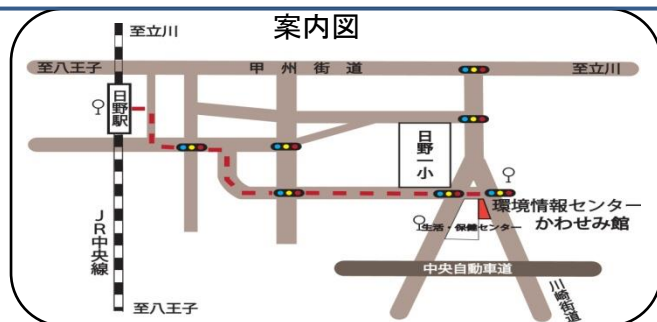 案内図
至立川
至八王子
甲州街道
至立川
日野駅
日野一小
環境情報センター
かわせみ館
生活・保健センター
JR中央線
中央自動車道
川崎街道
至八王子